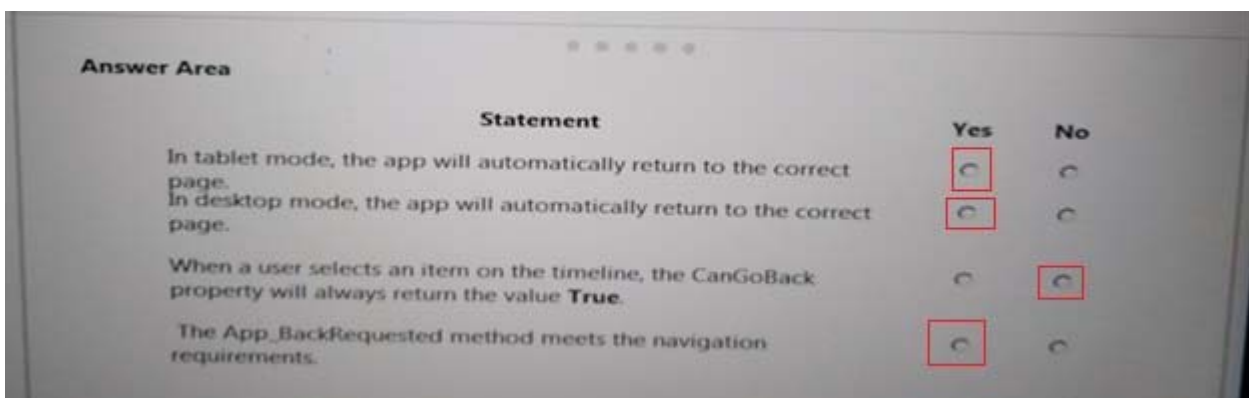 Answer Area
Statement
Yes No
In tablet mode, the app will automatically return to the correct
page.
In desktop mode, the app will automatically return to the correct
page.
When a user selects an item on the timeline, the CanGoBack
property will always return the value True.
The App_BackRequested method meets the navigation
requirements.